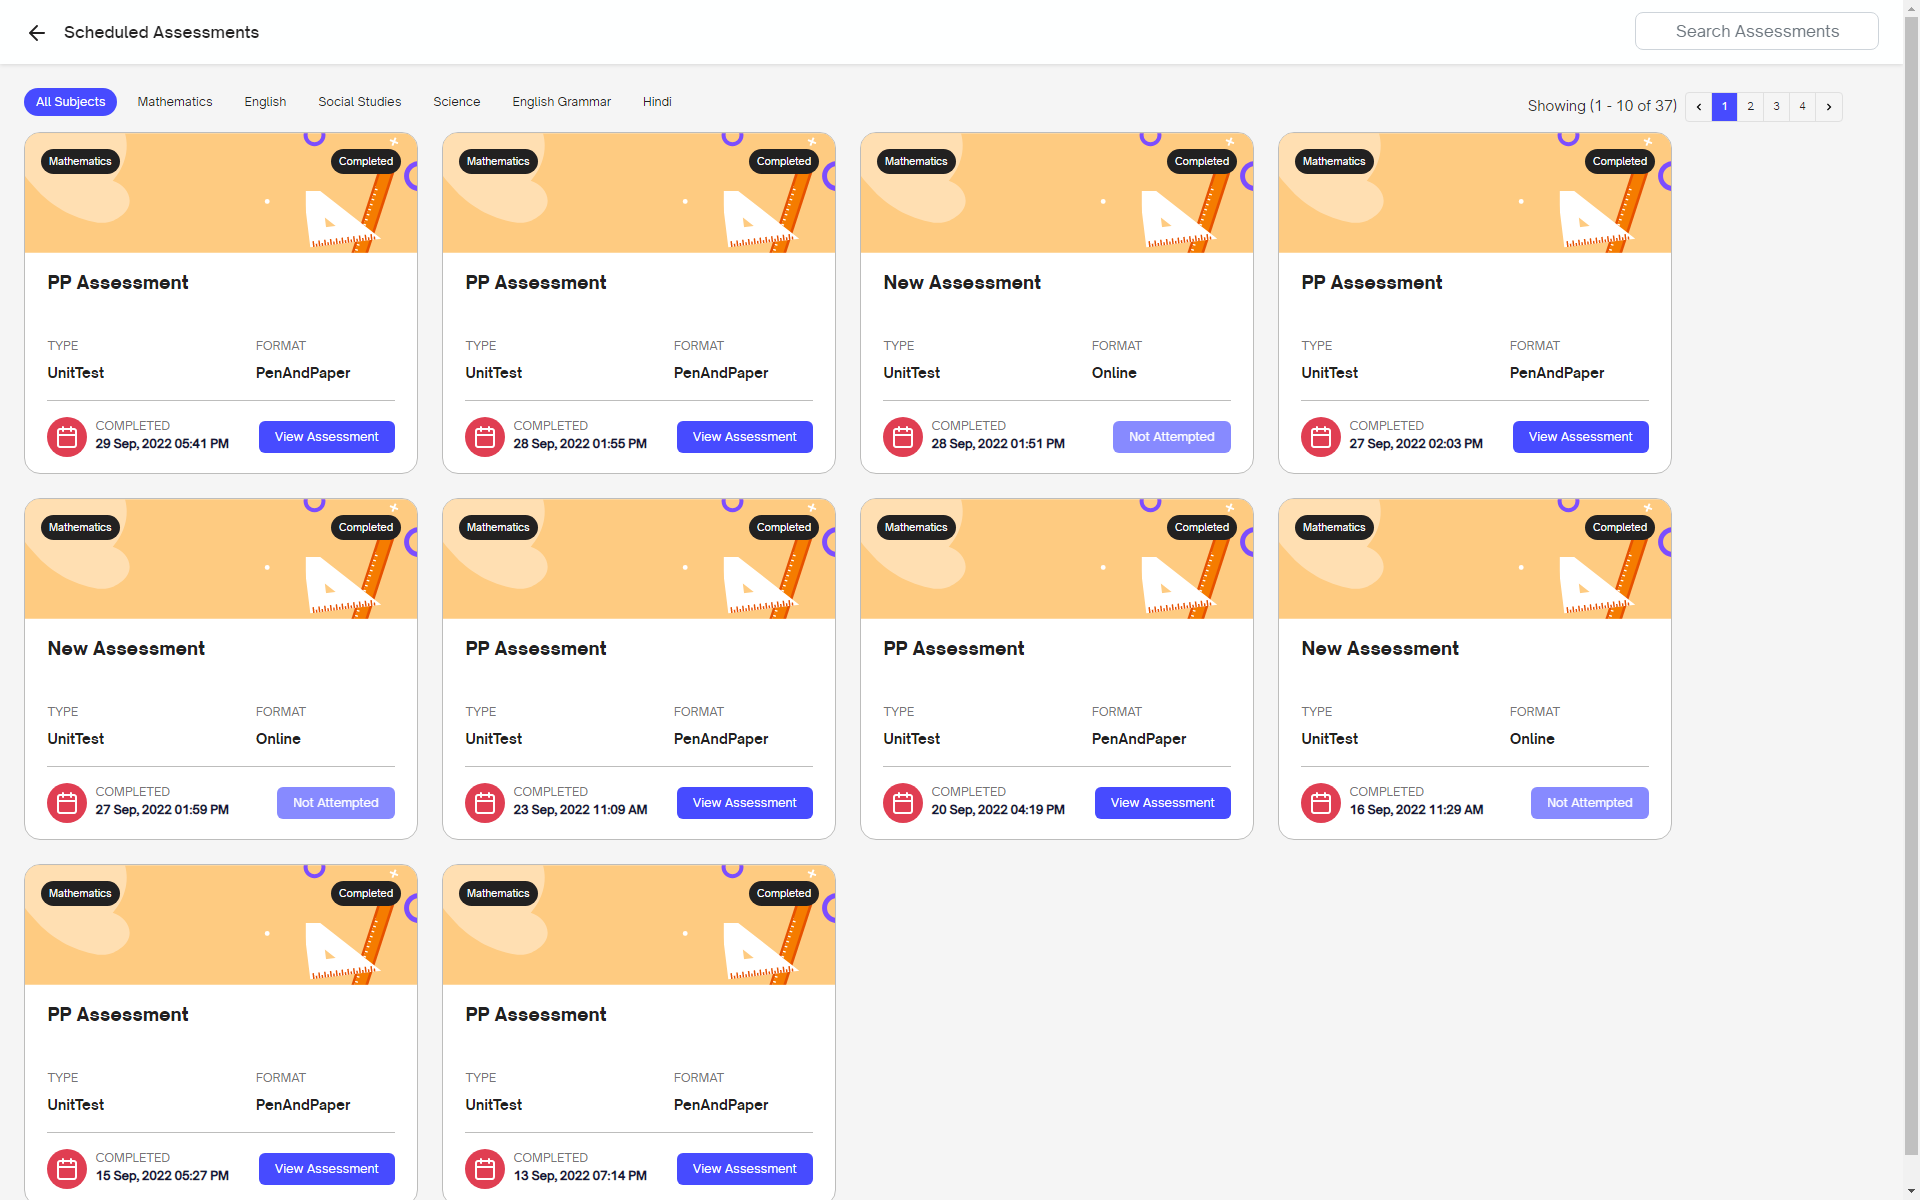 Scheduled Assessments
Search Assessments
All Subjects Mathematics English Social Studies Science English Grammar Hindi
Showing (1 - 10 of 37) ‹ 1 2 3 4 ›
Mathematics Completed Mathematics Completed Mathematics Completed Mathematics Completed
PP Assessment PP Assessment New Assessment PP Assessment
TYPE FORMAT TYPE FORMAT TYPE FORMAT TYPE FORMAT
UnitTest PenAndPaper UnitTest PenAndPaper UnitTest Online UnitTest PenAndPaper
COMPLETED COMPLETED COMPLETED COMPLETED
29 Sep, 2022 05:41 PM View Assessment 28 Sep, 2022 01:55 PM View Assessment 28 Sep, 2022 01:51 PM Not Attempted 27 Sep, 2022 02:03 PM View Assessment
Mathematics Completed Mathematics Completed Mathematics Completed Mathematics Completed
New Assessment PP Assessment PP Assessment New Assessment
TYPE FORMAT TYPE FORMAT TYPE FORMAT TYPE FORMAT
UnitTest Online UnitTest PenAndPaper UnitTest PenAndPaper UnitTest Online
COMPLETED COMPLETED COMPLETED COMPLETED
27 Sep, 2022 01:59 PM Not Attempted 23 Sep, 2022 11:09 AM View Assessment 20 Sep, 2022 04:19 PM View Assessment 16 Sep, 2022 11:29 AM Not Attempted
Mathematics Completed Mathematics Completed
PP Assessment PP Assessment
TYPE FORMAT TYPE FORMAT
UnitTest PenAndPaper UnitTest PenAndPaper
COMPLETED COMPLETED
15 Sep, 2022 05:27 PM View Assessment 13 Sep, 2022 07:14 PM View Assessment